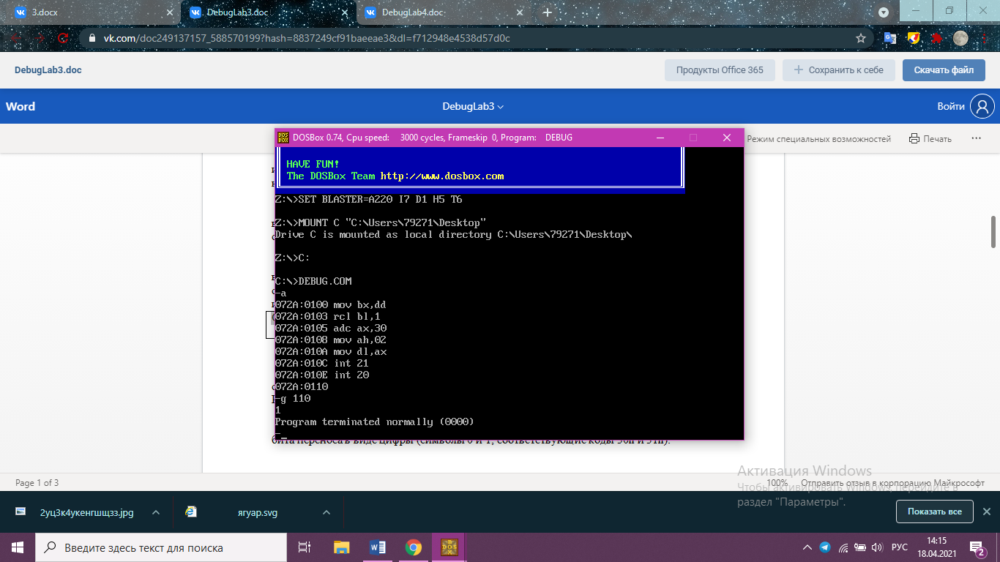 3.docx
DebugLab3.doc
DebugLab4.doc
vk.com/doc249137157_588570199?hash=8837249cf91baeeae3&dl=f712948e4538d57d0c
DebugLab3.doc
Продукты Office 365
Сохранить к себе
Скачать файл
Word
DebugLab3
Войти
DOSBox 0.74, Cpu speed: 3000 cycles, Frameskip 0, Program: DEBUG
Режим специальных возможностей
Печать
HAVE FUN!
The DOSBox Team http://www.dosbox.com
Z:\>SET BLASTER=A220 I7 D1 H5 T6
Z:\>MOUNT C "C:\Users\79271\Desktop"
Drive C is mounted as local directory C:\Users\79271\Desktop\
Z:\>C:
C:\>DEBUG.COM
-a
072A:0100 mov bx,dd
072A:0103 rcl bl,1
072A:0105 adc ax,30
072A:0108 mov ah,02
072A:010A mov dl,ax
072A:010C int 21
072A:010E int 20
072A:0110
-g 110
1
Program terminated normally (0000)
-_
бита переноса в виде цифры (символы 0 и 1, соответствующие коды 30h и 31h).
Активация Windows
Чтобы активировать Windows, перейдите в
раздел "Параметры".
Page 1 of 3
100%
Отправить отзыв в корпорацию Майкрософт
2уц3к4укенгшщзз.jpg
ягуар.svg
Показать все
Введите здесь текст для поиска
РУС
14:15
18.04.2021
2